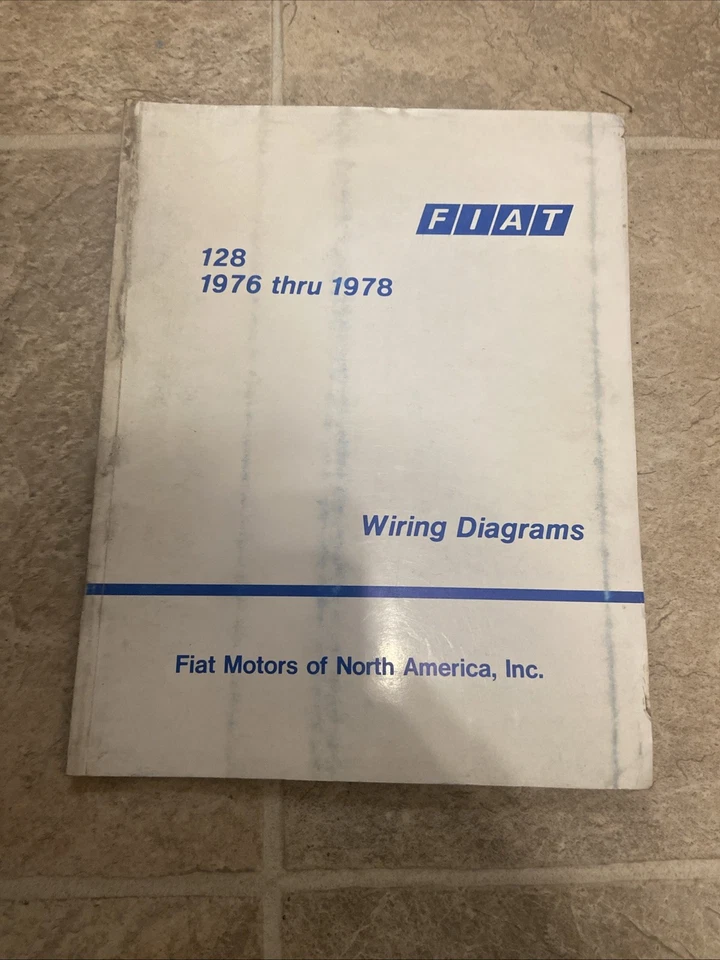 FIAT
128
1976 thru 1978
Wiring Diagrams
Fiat Motors of North America, Inc.